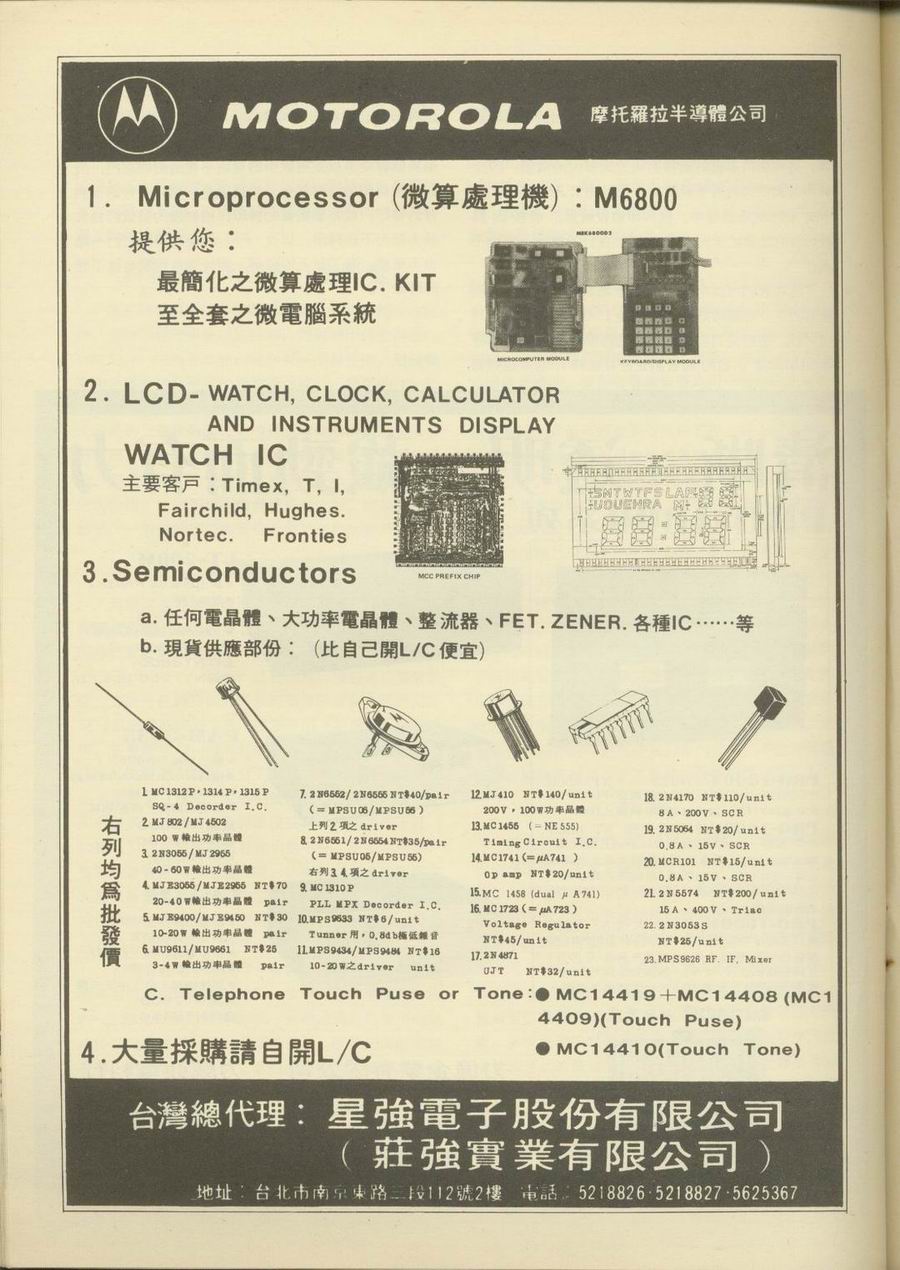 MOTOROLA 摩托羅拉半導體公司
1. Microprocessor (微算處理機)：M6800
提供您：
最簡化之微算處理IC. KIT
至全套之微電腦系統
MEK6800D2
MICROCOMPUTER MODULE
KEYBOARD/DISPLAY MODULE
2. LCD- WATCH, CLOCK, CALCULATOR
AND INSTRUMENTS DISPLAY
WATCH IC
主要客戶：Timex, T, I,
Fairchild, Hughes.
Nortec. Fronties
MCC PREFIX CHIP
3.Semiconductors
a. 任何電晶體、大功率電晶體、整流器、FET. ZENER. 各種IC……等
b. 現貨供應部份：（比自己開L/C便宜）
右列均為批發價
1. MC1312P，1314P，1315P
SQ-4 Decorder I.C.
2. MJ802/MJ4502
100 W輸出功率晶體
3. 2N3055/MJ2955
40-60W輸出功率晶體
4. MJE3055/MJE2955 NT$70
20-40W輸出功率晶體 pair
5. MJE9400/MJE9450 NT$30
10-20W輸出功率晶體 pair
6. MU9611/MU9661 NT$25
3-4W輸出功率晶體 pair
7. 2N6552/2N6555 NT$40/pair
(=MPSU06/MPSU56)
上列2.項之driver
8. 2N6551/2N6554 NT$35/pair
(=MPSU05/MPSU55)
右列3.4.項之driver
9. MC1310P
PLL MPX Decorder I.C.
10.MPS9633 NT$6/unit
Tunner用，0.8db極低雜音
11.MPS9434/MPS9484 NT$16
10-20W之driver unit
12.MJ410 NT$140/unit
200V，100W功率晶體
13.MC1455 (=NE555)
Timing Circuit I.C.
14.MC1741(=μA741 )
Op amp NT$20/unit
15.MC 1458 (dual μ A741)
16.MC1723(=μA723 )
Voltage Regulator
NT$45/unit
17.2N4871
UJT NT$32/unit
18. 2N4170 NT$110/unit
8A、200V、SCR
19. 2N5064 NT$20/unit
0.8A、15V、SCR
20. MCR101 NT$15/unit
0.8A、15V、SCR
21. 2N5574 NT$200/unit
15A、400V、Triac
22. 2N3053S
NT$25/unit
23.MPS9626 RF. IF, Mixer
C. Telephone Touch Puse or Tone:● MC14419+MC14408 (MC1
4409)(Touch Puse)
● MC14410(Touch Tone)
4.大量採購請自開L/C
台灣總代理：星強電子股份有限公司
（莊強實業有限公司）
地址：台北市南京東路二段112號2樓 電話：5218826·5218827·5625367